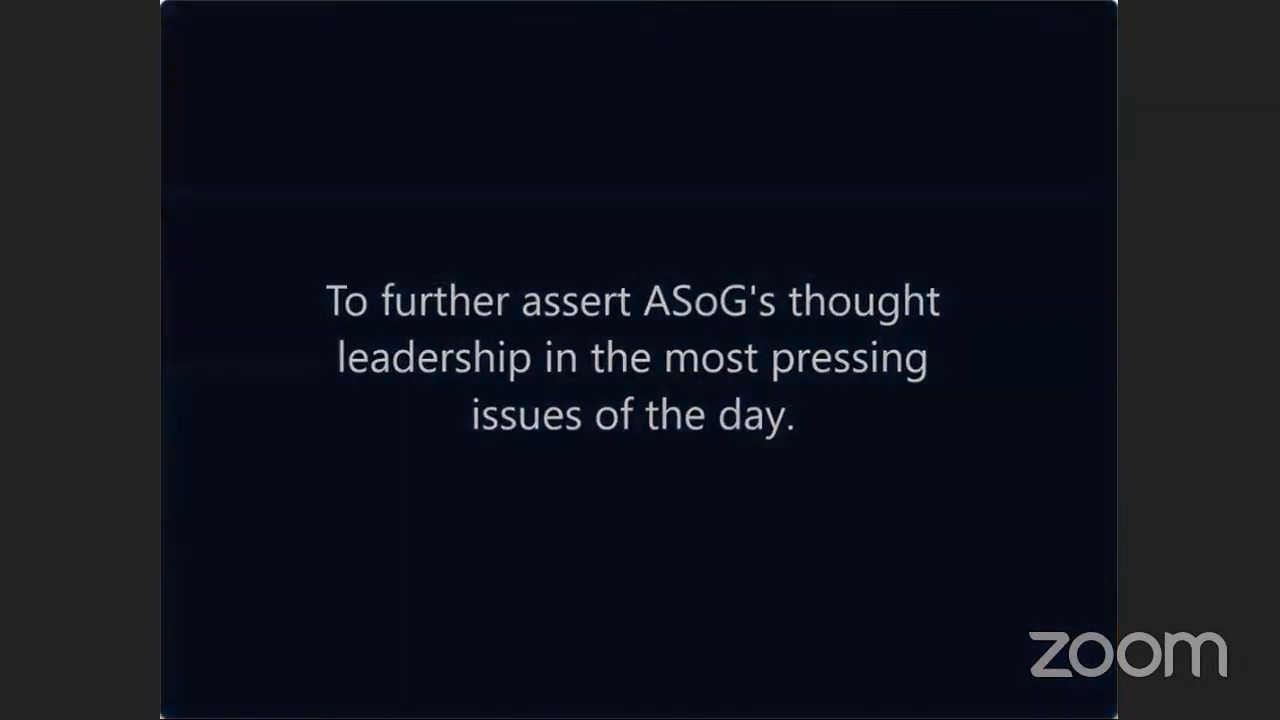 To further assert ASoG's thought
leadership in the most pressing
issues of the day.
zoom